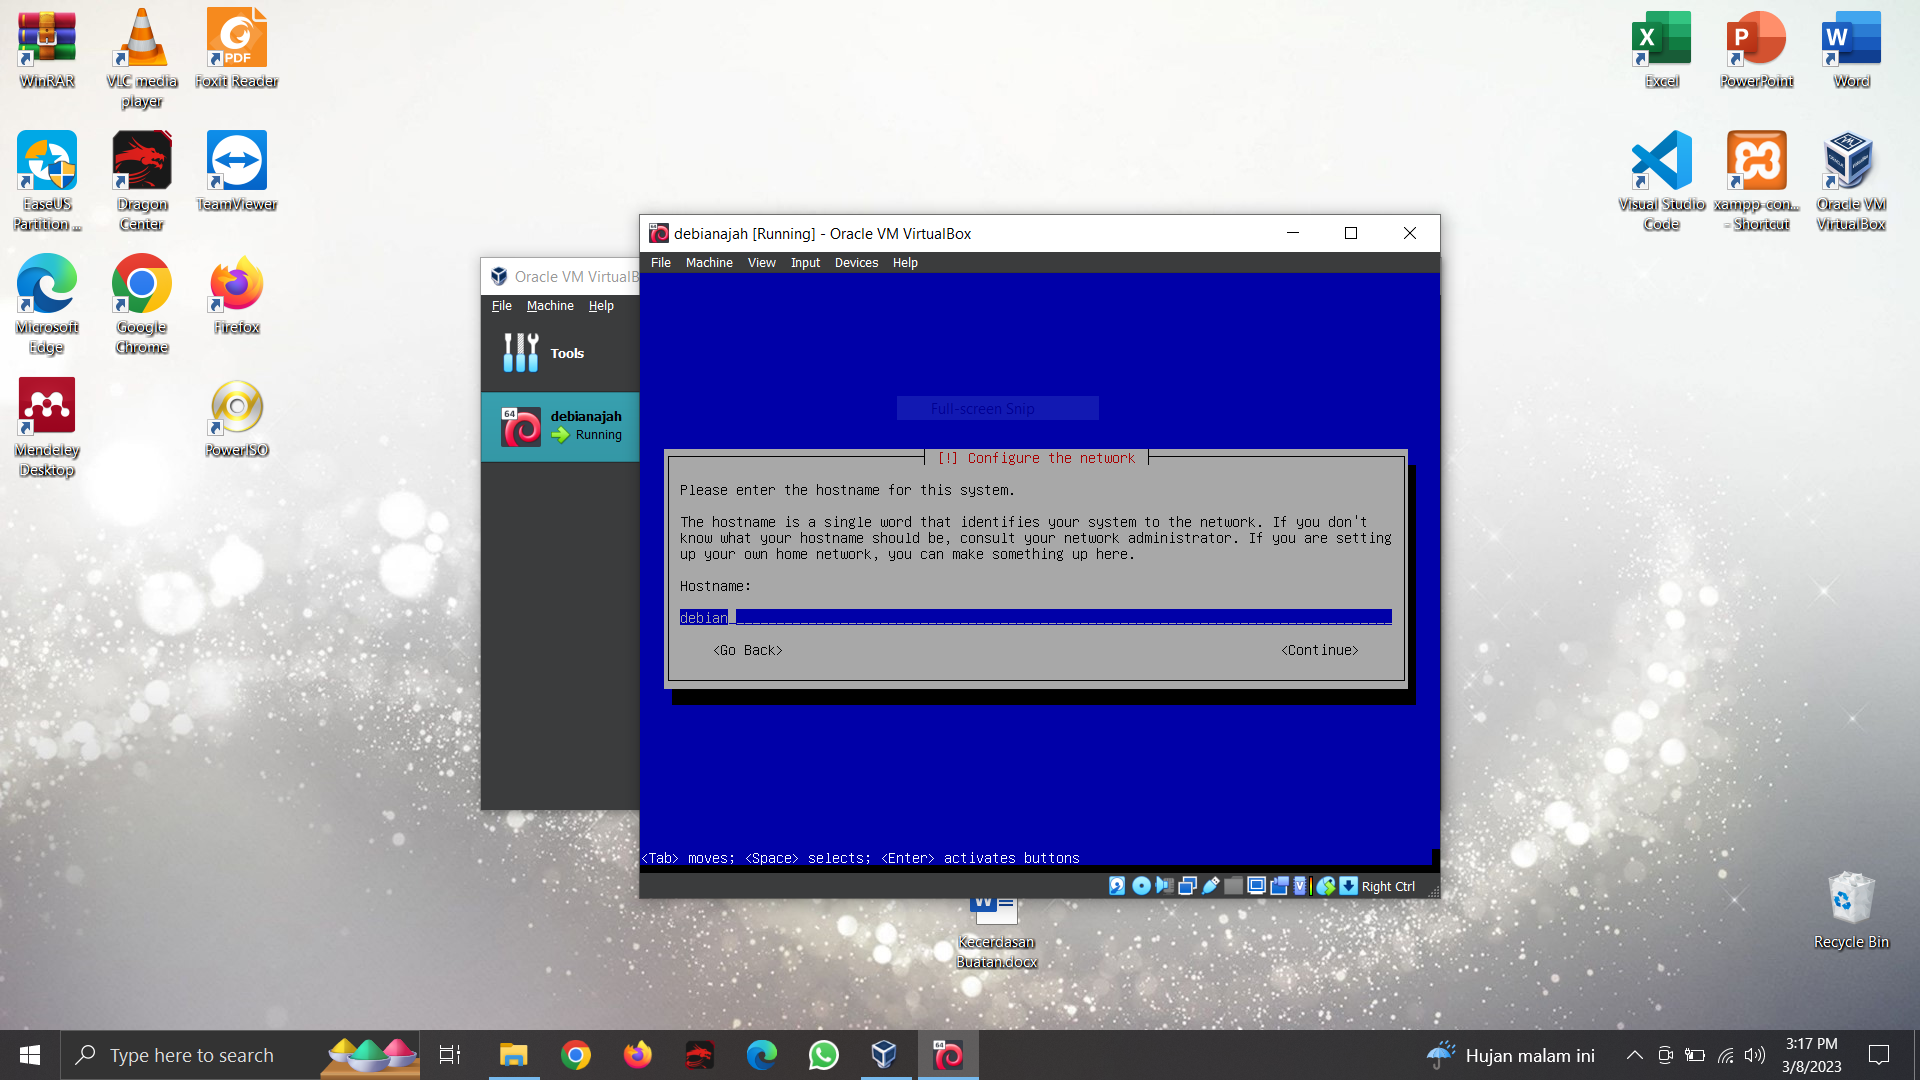 WinRAR
VLC media
player
PDF
Foxit Reader
EaseUS
Partition ...
Dragon
Center
TeamViewer
Microsoft
Edge
Google
Chrome
Firefox
Mendeley
Desktop
PowerISO
X
Excel
P
PowerPoint
W
Word
Visual Studio
Code
xampp-con...
- Shortcut
Oracle VM
VirtualBox
Oracle VM VirtualB
File Machine Help
Tools
64
debianajah
Running
64
debianajah [Running] - Oracle VM VirtualBox
File Machine View Input Devices Help
Full-screen Snip
[!] Configure the network
Please enter the hostname for this system.
The hostname is a single word that identifies your system to the network. If you don't
know what your hostname should be, consult your network administrator. If you are setting
up your own home network, you can make something up here.
Hostname:
debian
<Go Back> <Continue>
<Tab> moves; <Space> selects; <Enter> activates buttons
Right Ctrl
W
Kecerdasan
Buatan.docx
Recycle Bin
Type here to search
64
Hujan malam ini
3:17 PM
3/8/2023